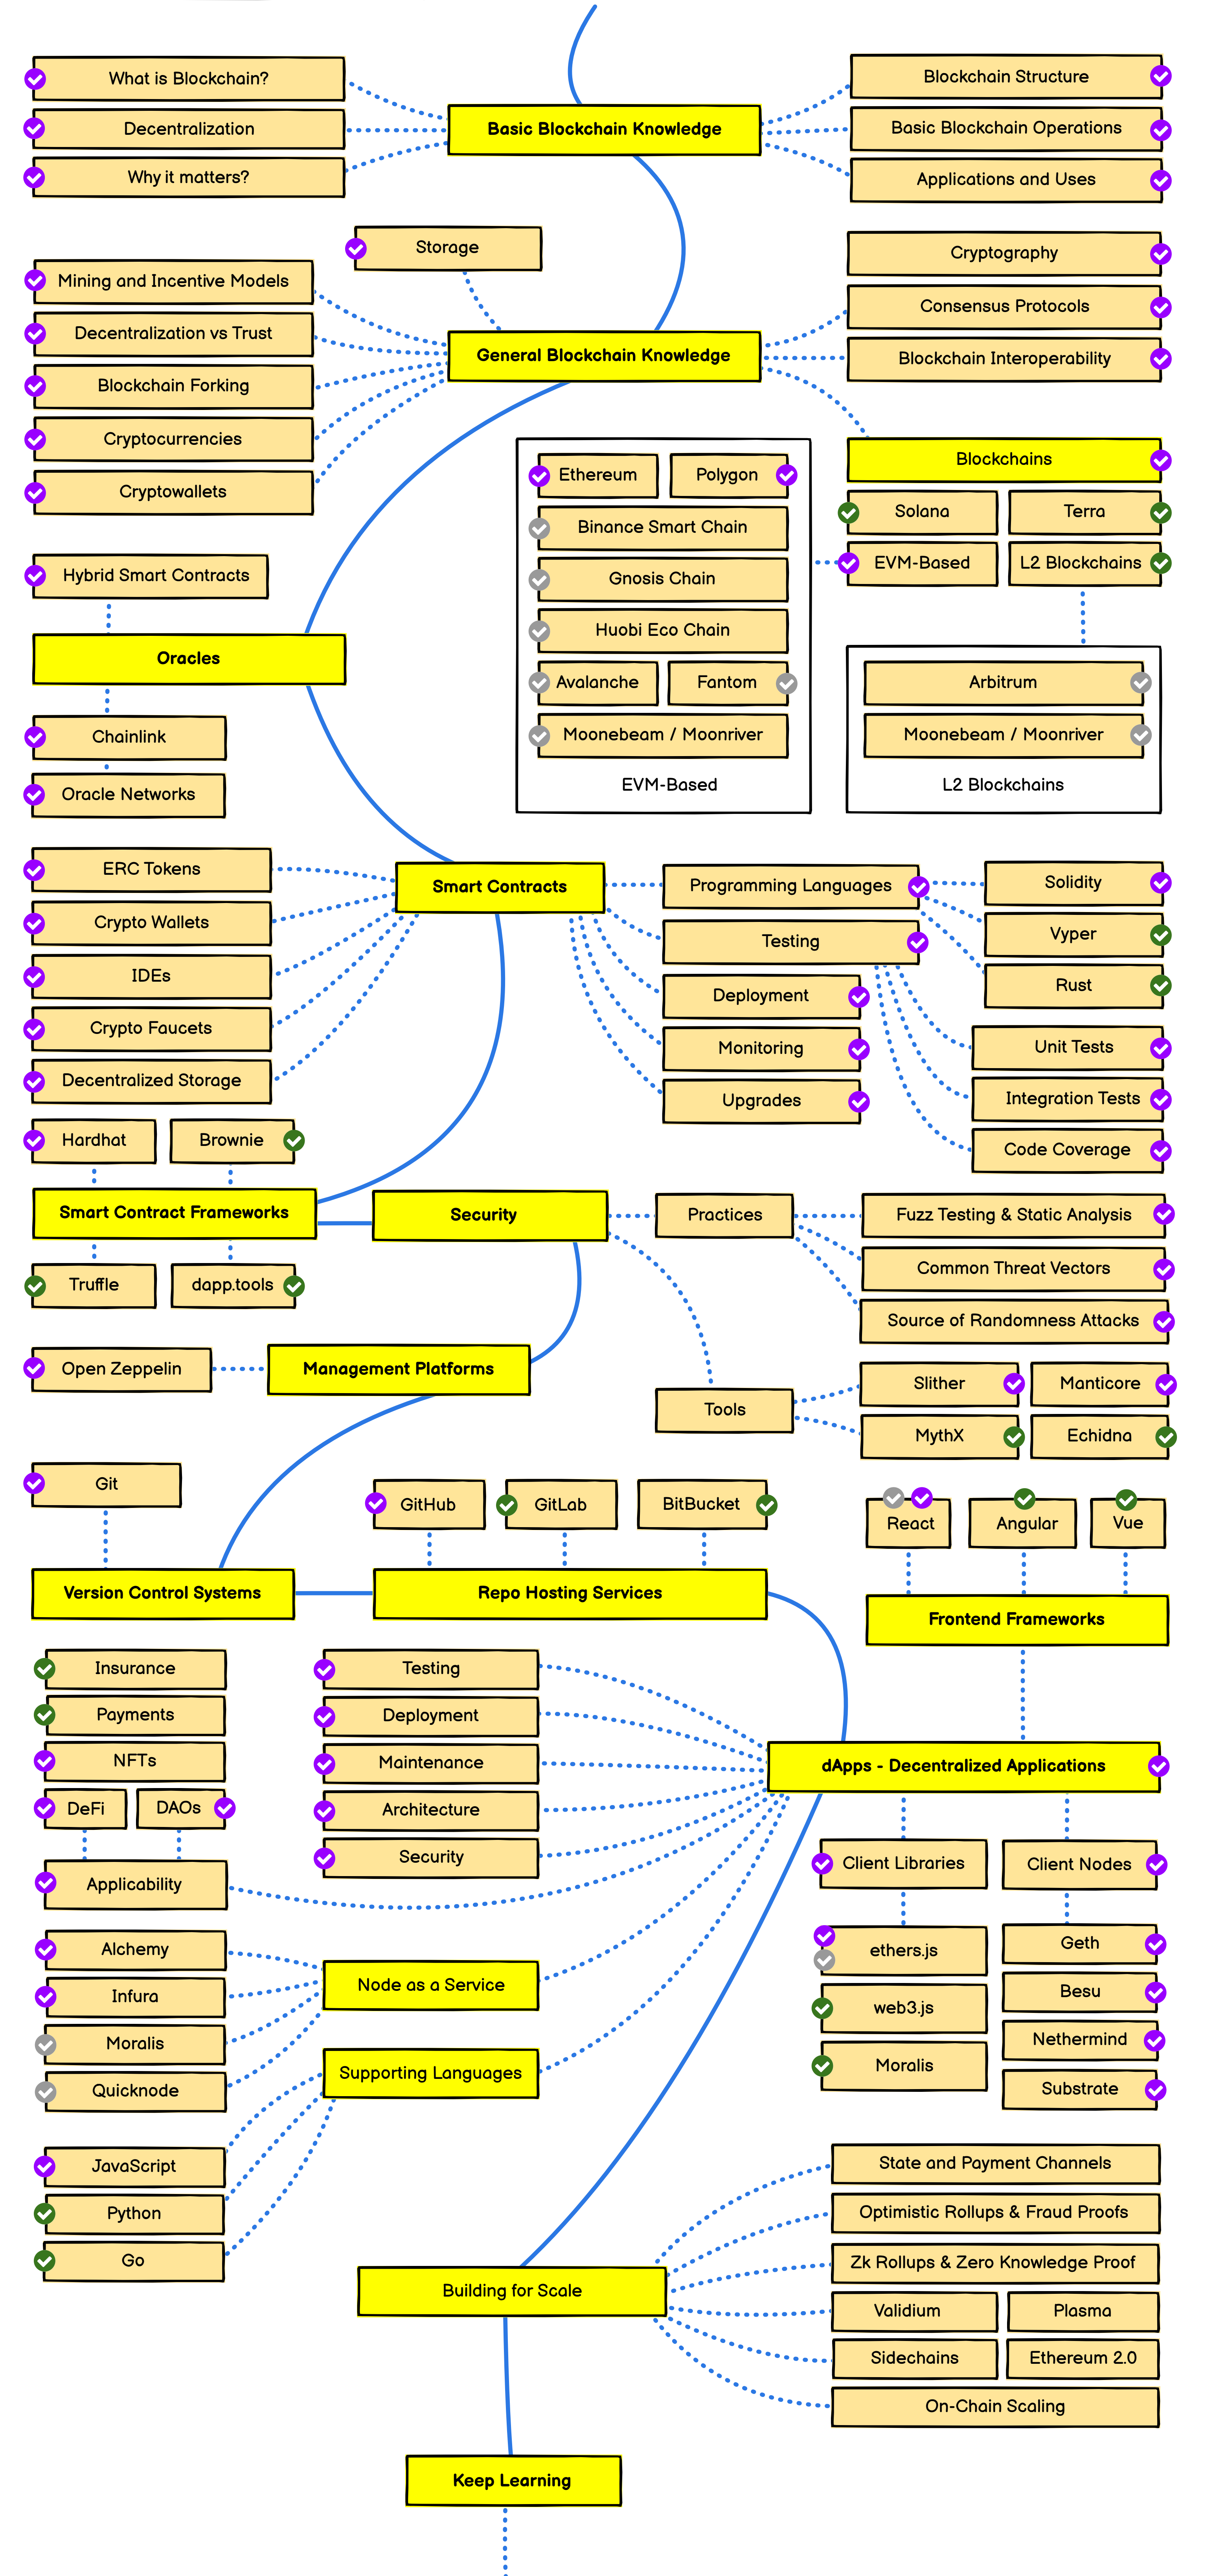 What is Blockchain?
Decentralization
Why it matters?
Basic Blockchain Knowledge
Blockchain Structure
Basic Blockchain Operations
Applications and Uses
Storage
Mining and Incentive Models
Decentralization vs Trust
Blockchain Forking
Cryptocurrencies
Cryptowallets
General Blockchain Knowledge
Cryptography
Consensus Protocols
Blockchain Interoperability
Blockchains
Solana
Terra
EVM-Based
L2 Blockchains
Ethereum
Polygon
Binance Smart Chain
Gnosis Chain
Huobi Eco Chain
Avalanche
Fantom
Moonebeam / Moonriver
EVM-Based
Arbitrum
Moonebeam / Moonriver
L2 Blockchains
Hybrid Smart Contracts
Oracles
Chainlink
Oracle Networks
ERC Tokens
Crypto Wallets
IDEs
Crypto Faucets
Decentralized Storage
Smart Contracts
Programming Languages
Testing
Deployment
Monitoring
Upgrades
Solidity
Vyper
Rust
Unit Tests
Integration Tests
Code Coverage
Hardhat
Brownie
Smart Contract Frameworks
Truffle
dapp.tools
Security
Practices
Fuzz Testing & Static Analysis
Common Threat Vectors
Source of Randomness Attacks
Tools
Slither
Manticore
MythX
Echidna
Open Zeppelin
Management Platforms
Git
Version Control Systems
GitHub
GitLab
BitBucket
Repo Hosting Services
React
Angular
Vue
Frontend Frameworks
Insurance
Payments
NFTs
DeFi
DAOs
Applicability
Testing
Deployment
Maintenance
Architecture
Security
dApps - Decentralized Applications
Client Libraries
Client Nodes
ethers.js
web3.js
Moralis
Geth
Besu
Nethermind
Substrate
Alchemy
Infura
Moralis
Quicknode
Node as a Service
Supporting Languages
JavaScript
Python
Go
Building for Scale
State and Payment Channels
Optimistic Rollups & Fraud Proofs
Zk Rollups & Zero Knowledge Proof
Validium
Plasma
Sidechains
Ethereum 2.0
On-Chain Scaling
Keep Learning